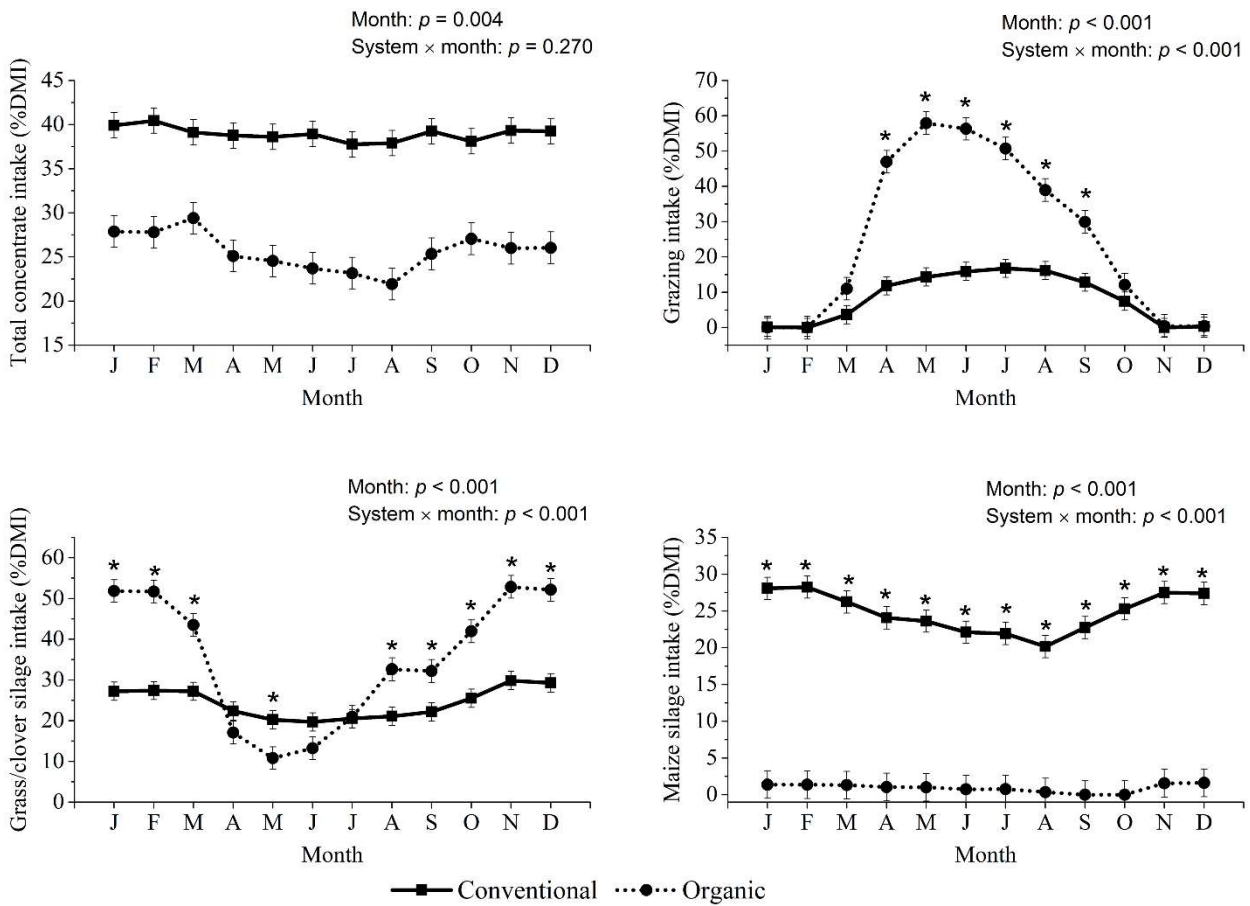 Month: p = 0.004
System × month: p = 0.270
Total concentrate intake (%DMI)
45
40
35
30
25
20
15
J F M A M J J A S O N D
Month
Month: p < 0.001
System × month: p < 0.001
Grazing intake (%DMI)
70
60
50
40
30
20
10
0
* * * * * *
J F M A M J J A S O N D
Month
Month: p < 0.001
System × month: p < 0.001
Grass/clover silage intake (%DMI)
60
50
40
30
20
10
0
* * * * * * * * *
J F M A M J J A S O N D
Month
Month: p < 0.001
System × month: p < 0.001
Maize silage intake (%DMI)
35
30
25
20
15
10
5
0
* * * * * * * * * * * *
J F M A M J J A S O N D
Month
Conventional Organic